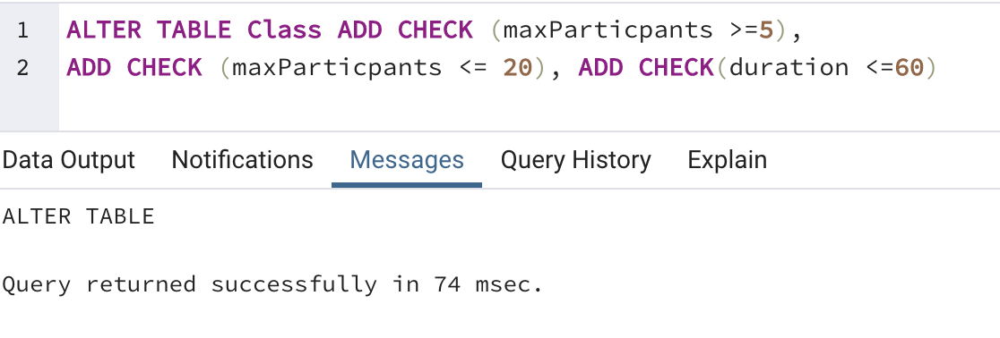 1 ALTER TABLE Class ADD CHECK (maxParticpants >=5),
2 ADD CHECK (maxParticpants <= 20), ADD CHECK(duration <=60)
Data Output Notifications Messages Query History Explain
ALTER TABLE
Query returned successfully in 74 msec.